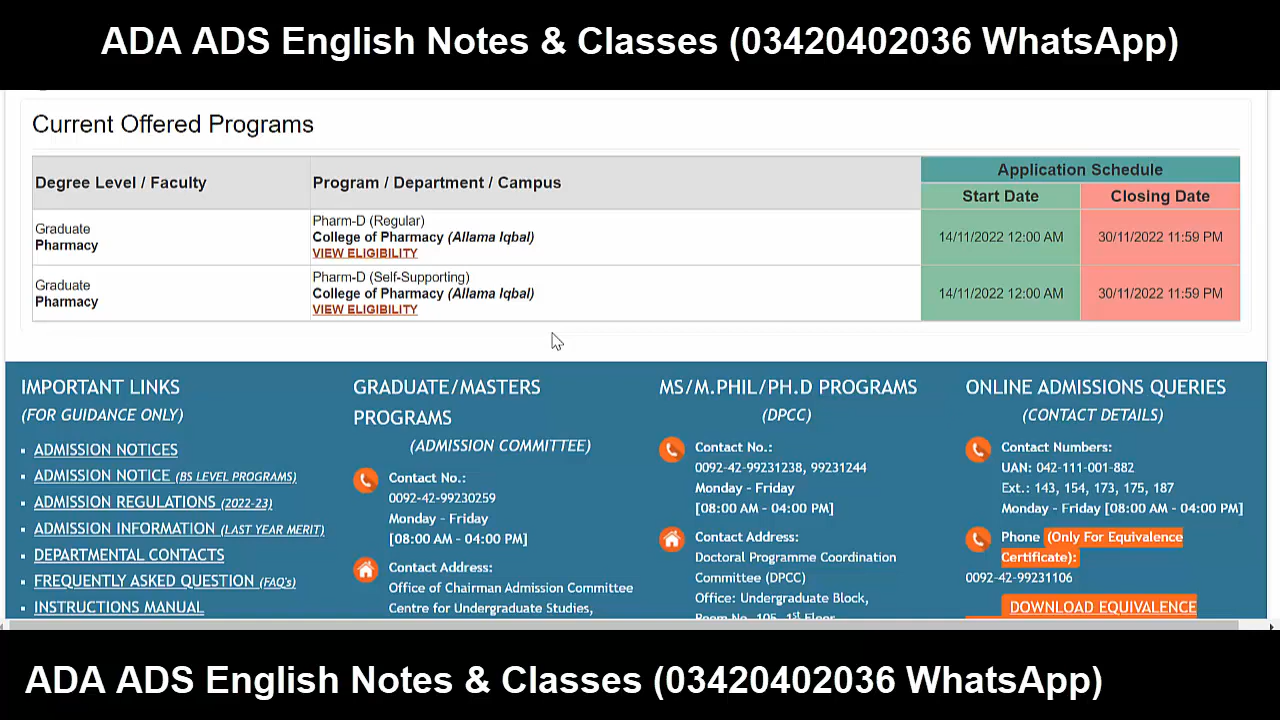 ADA ADS English Notes & Classes (03420402036 WhatsApp)
Current Offered Programs
Degree Level / Faculty
Program / Department / Campus
Application Schedule
Start Date
Closing Date
Graduate
Pharmacy
Pharm-D (Regular)
College of Pharmacy (Allama Iqbal)
VIEW ELIGIBILITY
14/11/2022 12:00 AM
30/11/2022 11:59 PM
Graduate
Pharmacy
Pharm-D (Self-Supporting)
College of Pharmacy (Allama Iqbal)
VIEW ELIGIBILITY
14/11/2022 12:00 AM
30/11/2022 11:59 PM
IMPORTANT LINKS
(FOR GUIDANCE ONLY)
ADMISSION NOTICES
ADMISSION NOTICE (BS LEVEL PROGRAMS)
ADMISSION REGULATIONS (2022-23)
ADMISSION INFORMATION (LAST YEAR MERIT)
DEPARTMENTAL CONTACTS
FREQUENTLY ASKED QUESTION (FAQ's)
INSTRUCTIONS MANUAL
GRADUATE/MASTERS
PROGRAMS
(ADMISSION COMMITTEE)
Contact No.:
0092-42-99230259
Monday - Friday
[08:00 AM - 04:00 PM]
Contact Address:
Office of Chairman Admission Committee
Centre for Undergraduate Studies,
MS/M.PHIL/PH.D PROGRAMS
(DPCC)
Contact No.:
0092-42-99231238, 99231244
Monday - Friday
[08:00 AM - 04:00 PM]
Contact Address:
Doctoral Programme Coordination
Committee (DPCC)
Office: Undergraduate Block,
Room No. 105, 1st Floor
ONLINE ADMISSIONS QUERIES
(CONTACT DETAILS)
Contact Numbers:
UAN: 042-111-001-882
Ext.: 143, 154, 173, 175, 187
Monday - Friday [08:00 AM - 04:00 PM]
Phone (Only For Equivalence
Certificate):
0092-42-99231106
DOWNLOAD EQUIVALENCE
ADA ADS English Notes & Classes (03420402036 WhatsApp)